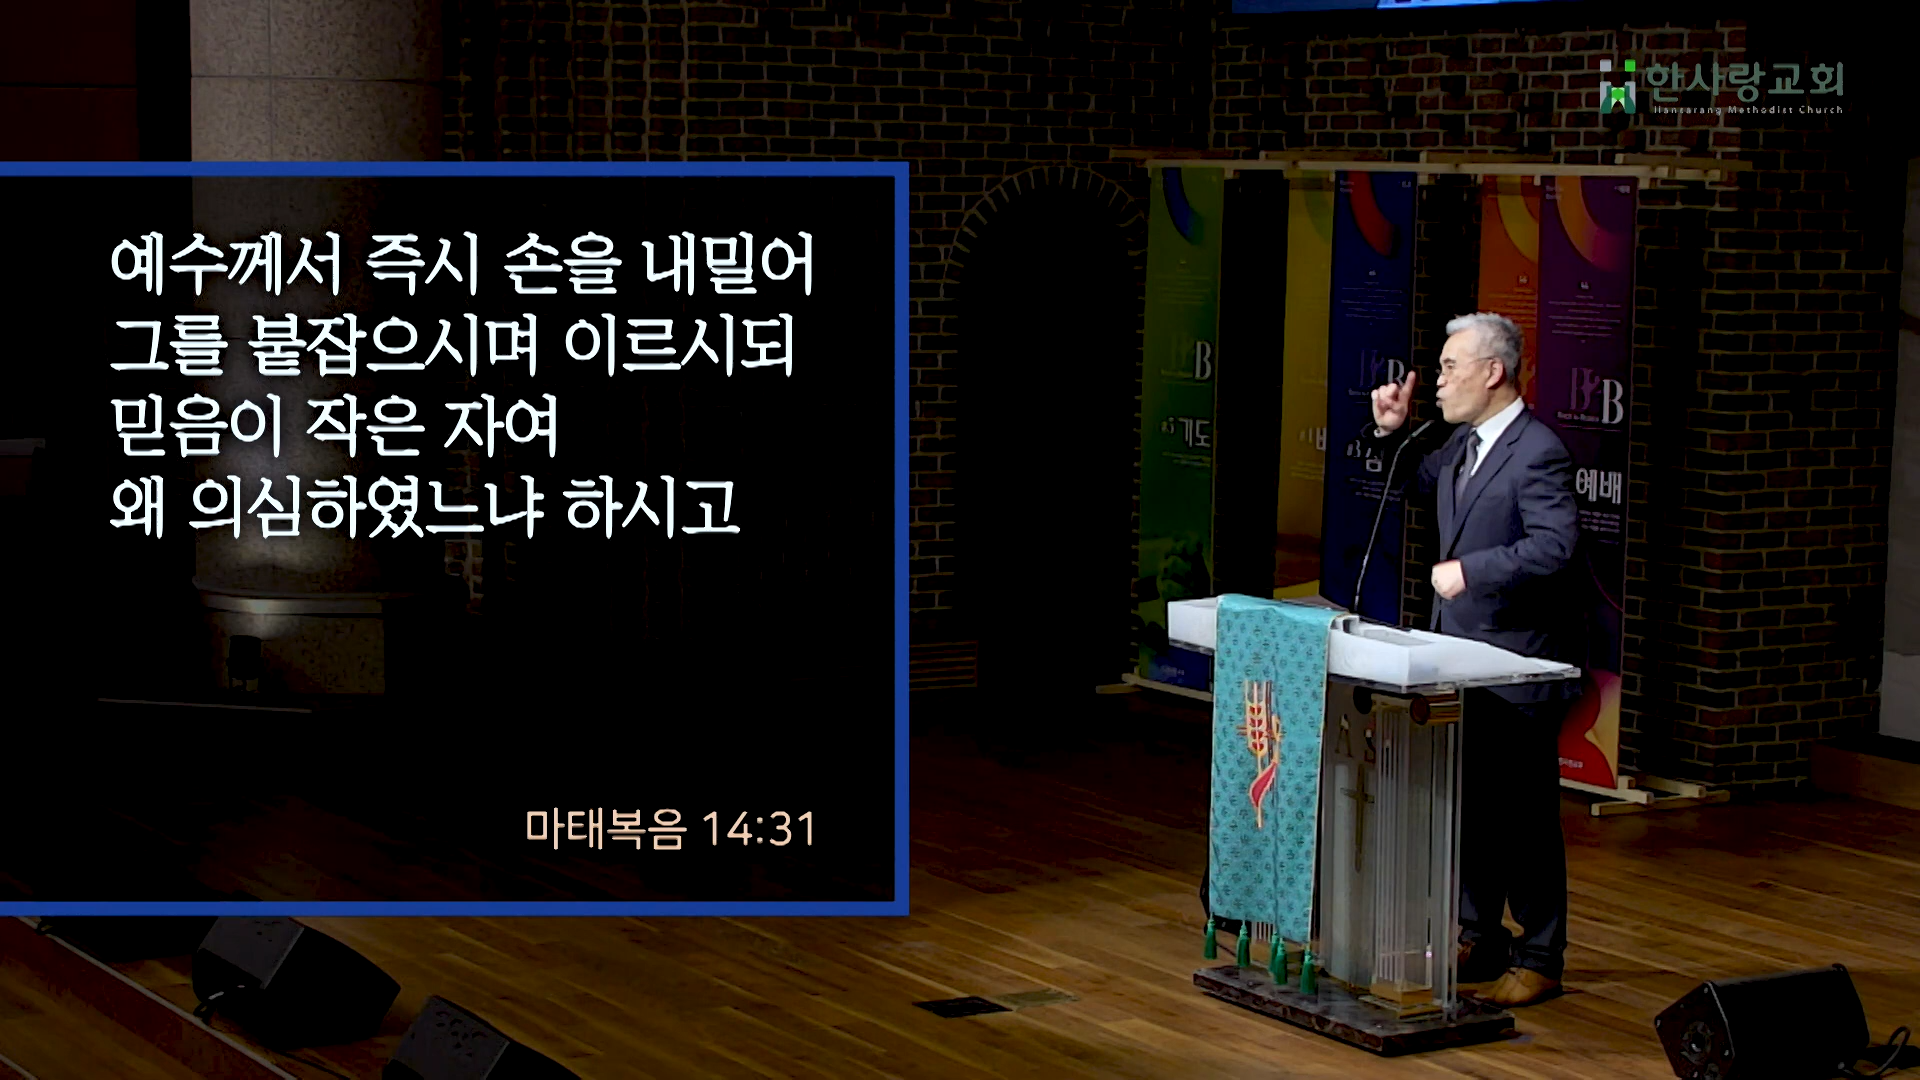 한사랑교회
Hansarang Methodist Church
예수께서 즉시 손을 내밀어
그를 붙잡으시며 이르시되
믿음이 작은 자여
왜 의심하였느냐 하시고
마태복음 14:31
B
기도
B
B
예배